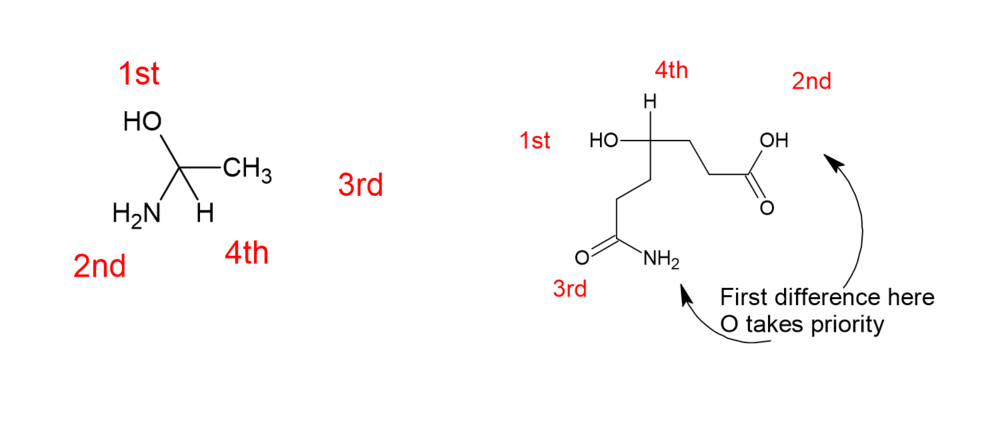 1st
HO
CH3
H2N
H
2nd
4th
3rd
4th
2nd
H
1st
HO
OH
O
O
NH2
3rd
First difference here
O takes priority